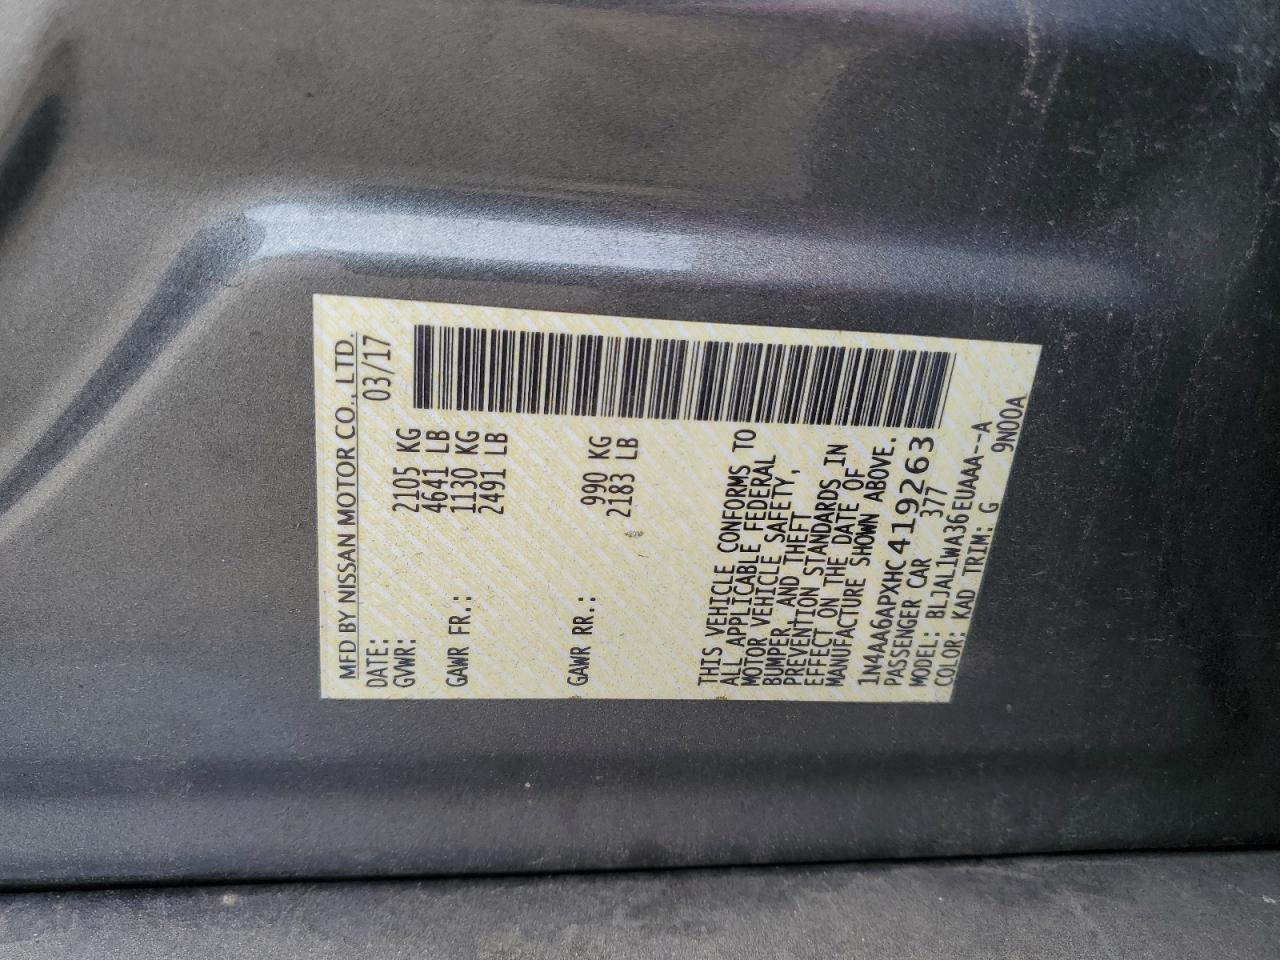 MFD BY NISSAN MOTOR CO., LTD.
DATE: 03/17
GVWR: 2105 KG
4641 LB
GAWR FR.: 1130 KG
2491 LB
GAWR RR.: 990 KG
2183 LB
THIS VEHICLE CONFORMS TO
ALL APPLICABLE FEDERAL
MOTOR VEHICLE SAFETY,
BUMPER, AND THEFT
PREVENTION STANDARDS IN
EFFECT ON THE DATE OF
MANUFACTURE SHOWN ABOVE.
1N4AA6APXHC419263
PASSENGER CAR 377
MODEL: BLJAL1WA36EUAAA--A
COLOR: KAD TRIM: G 9N00A